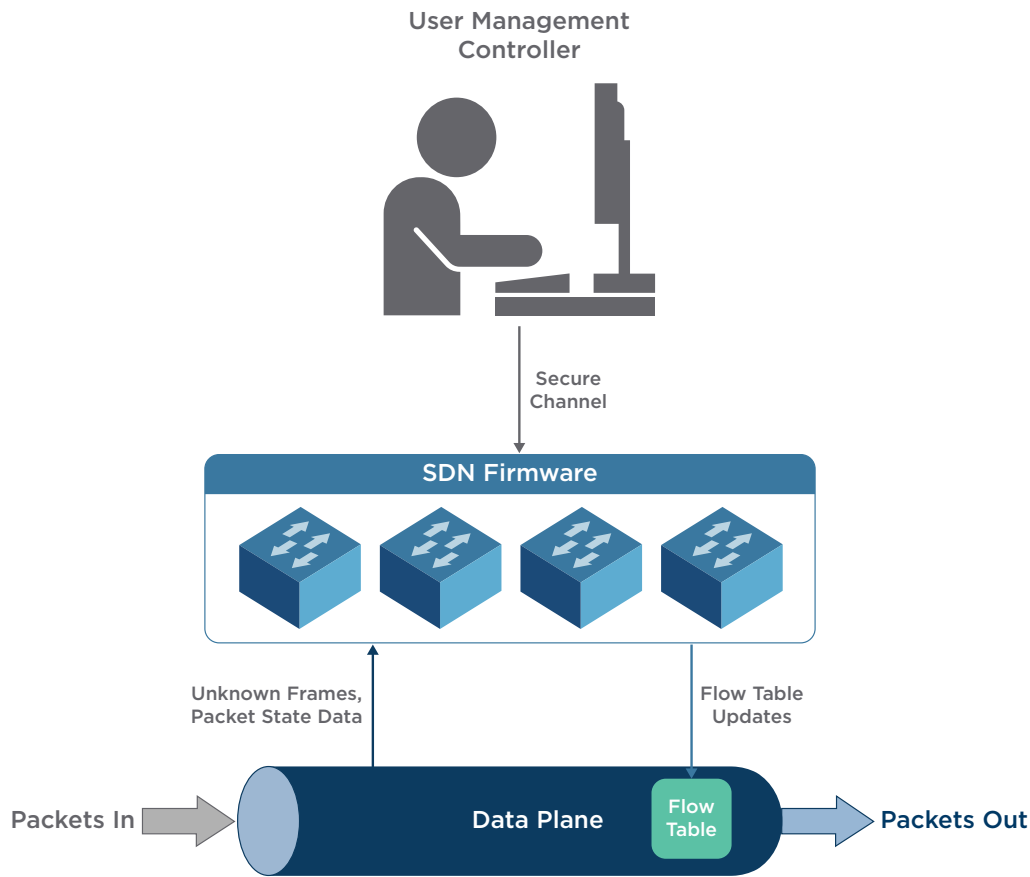 User Management
Controller
Secure
Channel
SDN Firmware
Unknown Frames,
Packet State Data
Flow Table
Updates
Packets In
Data Plane
Flow
Table
Packets Out